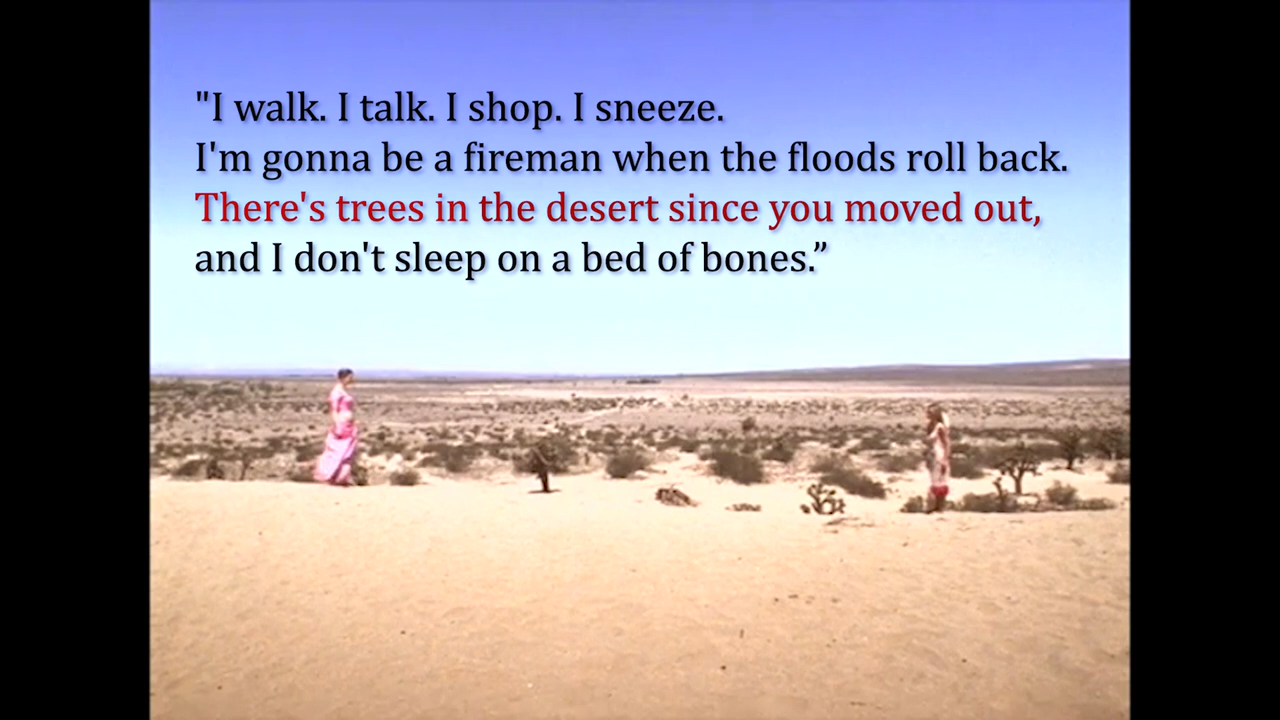 "I walk. I talk. I shop. I sneeze.
I'm gonna be a fireman when the floods roll back.
There's trees in the desert since you moved out,
and I don't sleep on a bed of bones.”